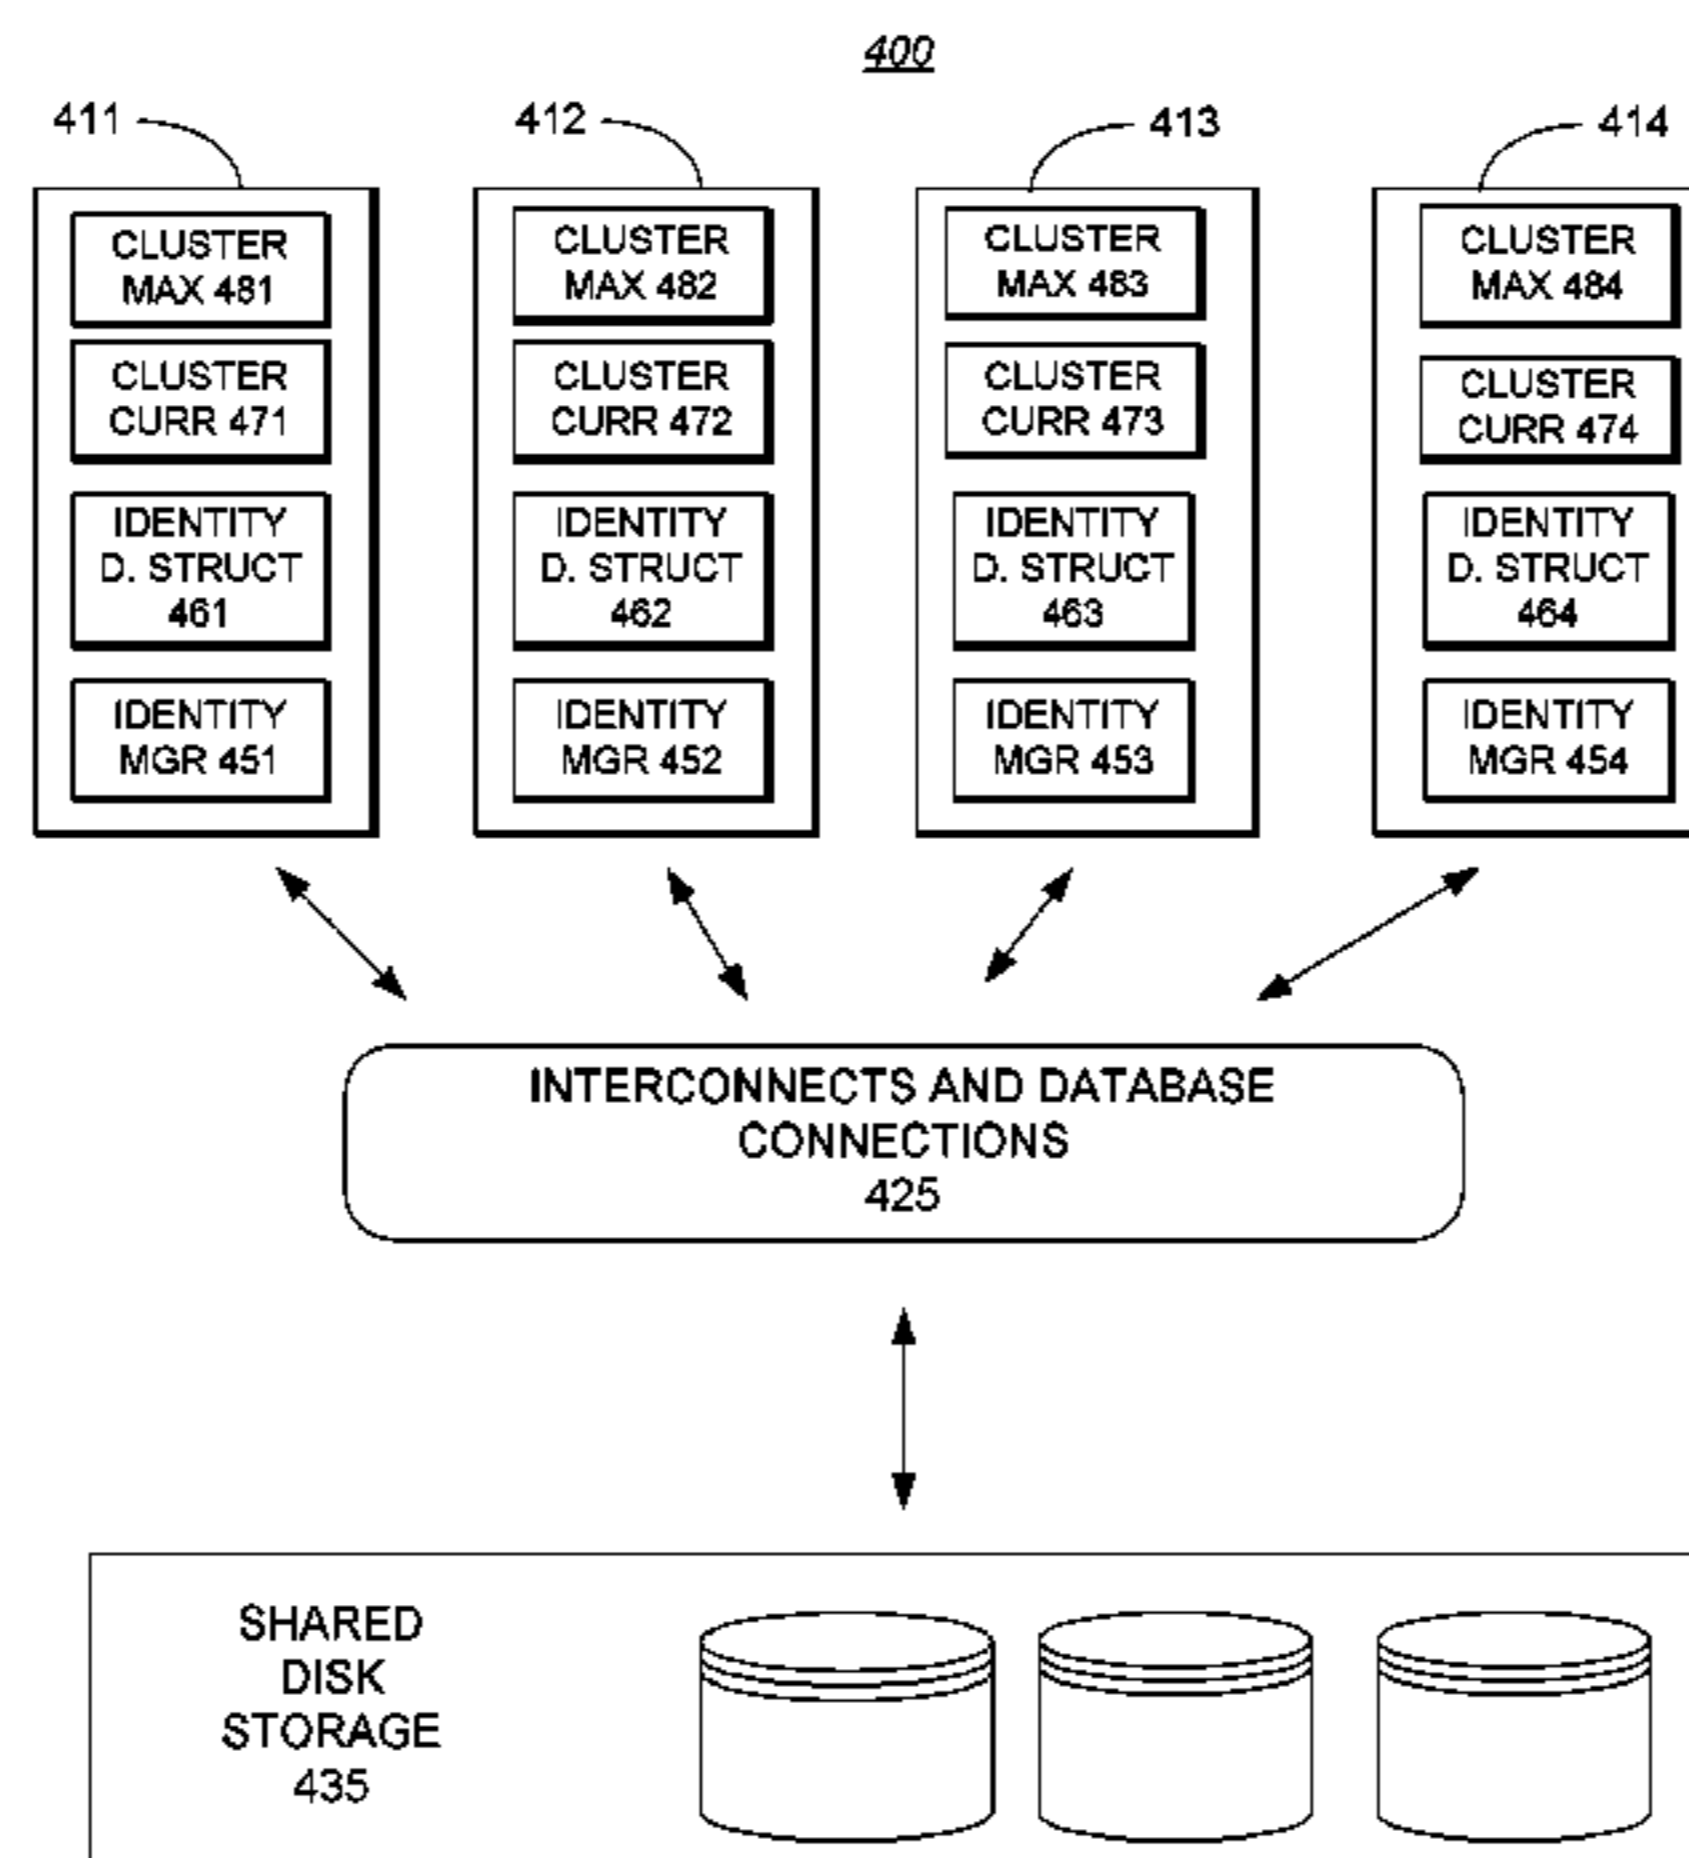 400
411
412
413
414
CLUSTER
MAX 481
CLUSTER
CURR 471
IDENTITY
D. STRUCT
461
IDENTITY
MGR 451
CLUSTER
MAX 482
CLUSTER
CURR 472
IDENTITY
D. STRUCT
462
IDENTITY
MGR 452
CLUSTER
MAX 483
CLUSTER
CURR 473
IDENTITY
D. STRUCT
463
IDENTITY
MGR 453
CLUSTER
MAX 484
CLUSTER
CURR 474
IDENTITY
D. STRUCT
464
IDENTITY
MGR 454
INTERCONNECTS AND DATABASE
CONNECTIONS
425
SHARED
DISK
STORAGE
435